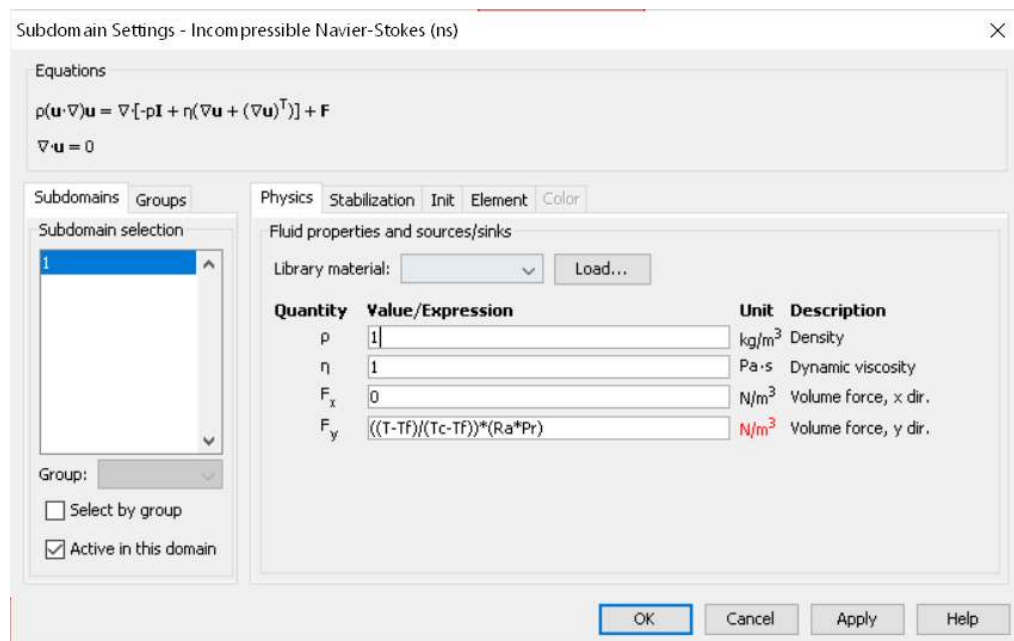 Subdomain Settings - Incompressible Navier-Stokes (ns)
Equations
ρ(u·∇)u = ∇·[-pI + η(∇u + (∇u)ᵀ)] + F
∇·u = 0
Subdomains Groups
Physics Stabilization Init Element Color
Subdomain selection
1
Group:
Select by group
Active in this domain
Fluid properties and sources/sinks
Library material: Load...
Quantity Value/Expression Unit Description
ρ 1 kg/m³ Density
η 1 Pa·s Dynamic viscosity
Fₓ 0 N/m³ Volume force, x dir.
Fᵧ ((T-Tf)/(Tc-Tf))*(Ra*Pr) N/m³ Volume force, y dir.
OK Cancel Apply Help